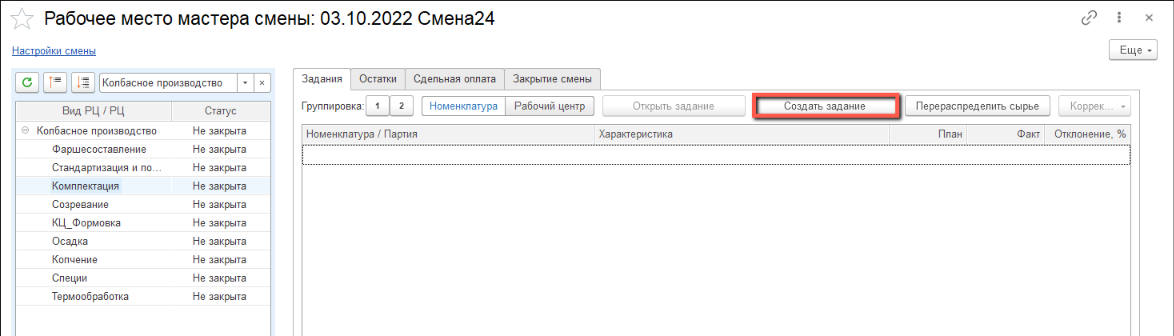 Рабочее место мастера смены: 03.10.2022 Смена24
Настройки смены
Еще
Колбасное производство
Вид РЦ / РЦ Статус
Колбасное производство Не закрыта
Фаршесоставление Не закрыта
Стандартизация и по... Не закрыта
Комплектация Не закрыта
Созревание Не закрыта
КЦ_Формовка Не закрыта
Осадка Не закрыта
Копчение Не закрыта
Специи Не закрыта
Термообработка Не закрыта
Задания Остатки Сдельная оплата Закрытие смены
Группировка: 1 2 Номенклатура Рабочий центр Открыть задание Создать задание Перераспределить сырье Коррек...
Номенклатура / Партия Характеристика План Факт Отклонение, %